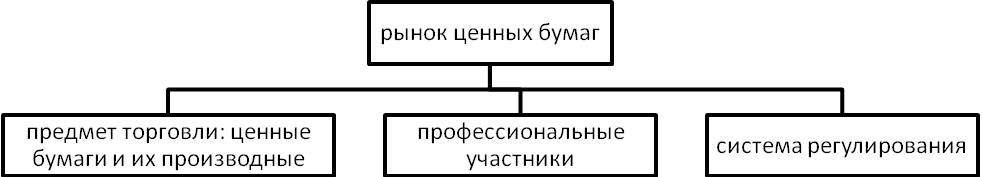 рынок ценных бумаг
предмет торговли: ценные
бумаги и их производные
профессиональные
участники
система регулирования